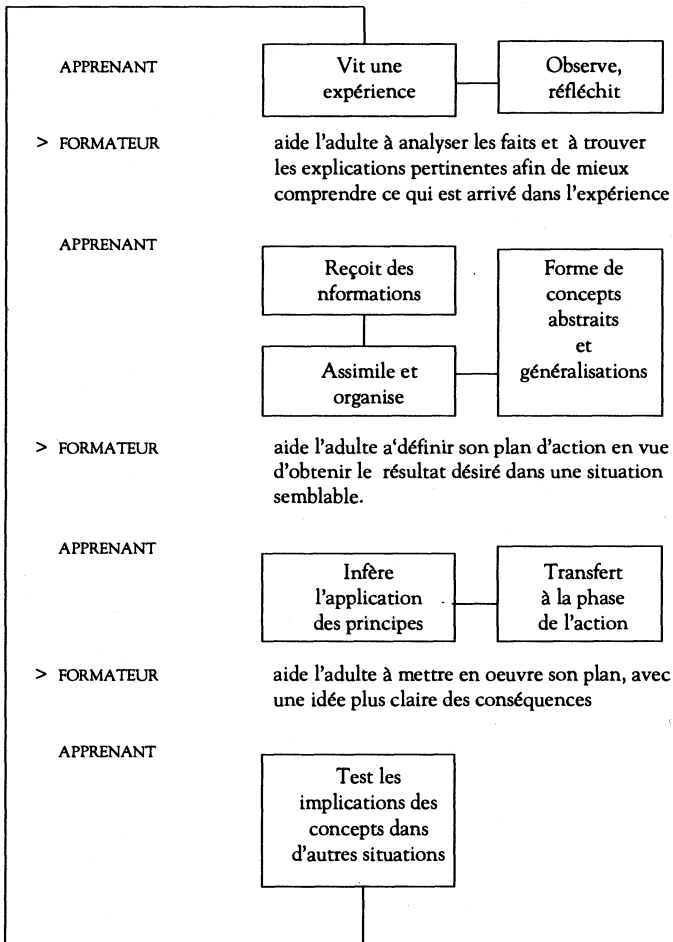 APPRENANT
Vit une
expérience
Observe,
réfléchit
> FORMATEUR
aide l'adulte à analyser les faits et à trouver
les explications pertinentes afin de mieux
comprendre ce qui est arrivé dans l'expérience
APPRENANT
Reçoit des
nformations
Forme de
concepts
abstraits
et
généralisations
Assimile et
organise
> FORMATEUR
aide l'adulte a‘définir son plan d'action en vue
d'obtenir le résultat désiré dans une situation
semblable.
APPRENANT
Infère
l'application
des principes
Transfert
à la phase
de l'action
> FORMATEUR
aide l'adulte à mettre en oeuvre son plan, avec
une idée plus claire des conséquences
APPRENANT
Test les
implications des
concepts dans
d'autres situations